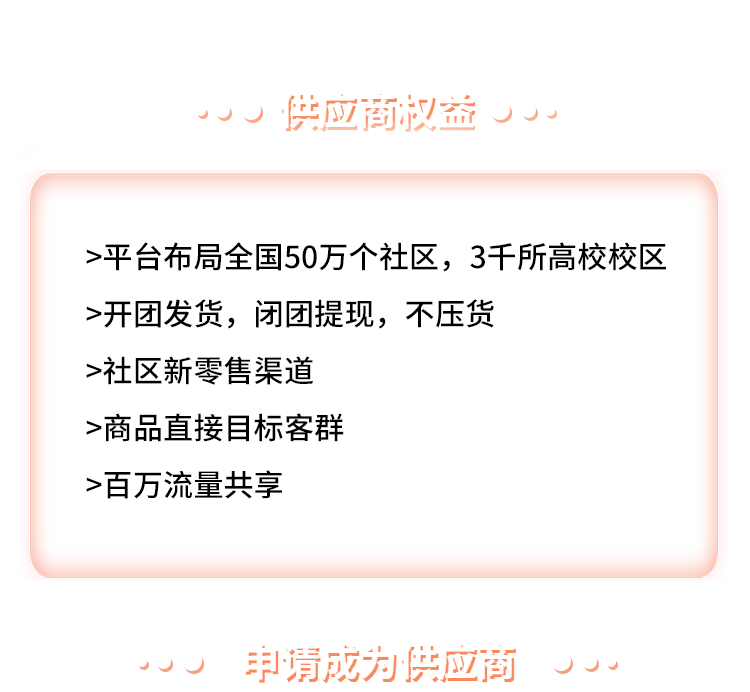 供应商权益
>平台布局全国50万个社区，3千所高校校区
>开团发货，闭团提现，不压货
>社区新零售渠道
>商品直接目标客群
>百万流量共享
申请成为供应商